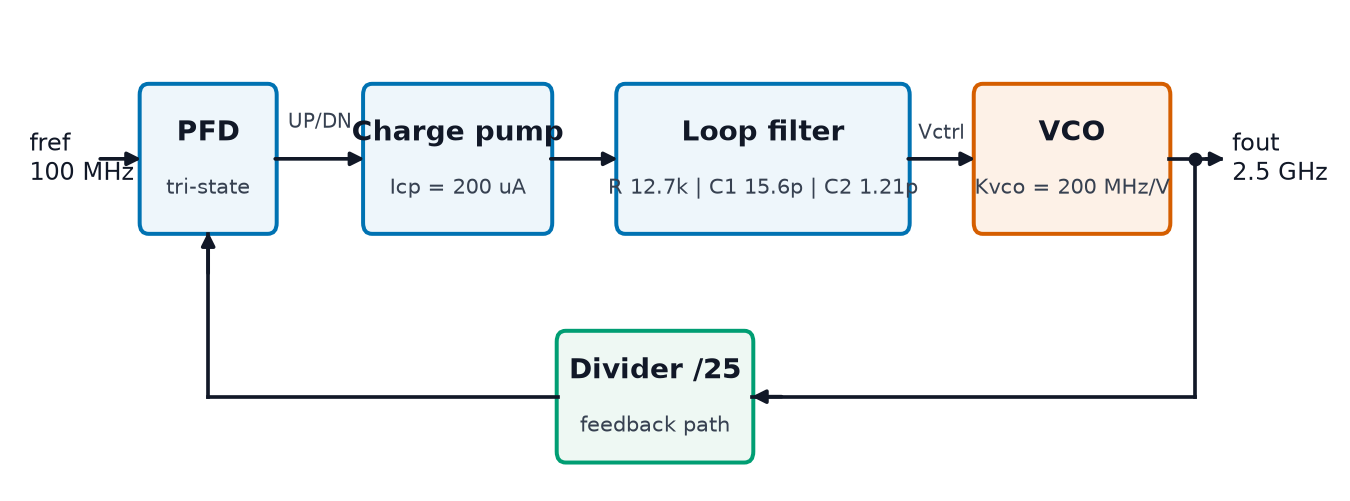 fref
100 MHz
PFD
tri-state
UP/DN
Charge pump
Icp = 200 uA
Loop filter
R 12.7k | C1 15.6p | C2 1.21p
Vctrl
VCO
Kvco = 200 MHz/V
fout
2.5 GHz
Divider /25
feedback path